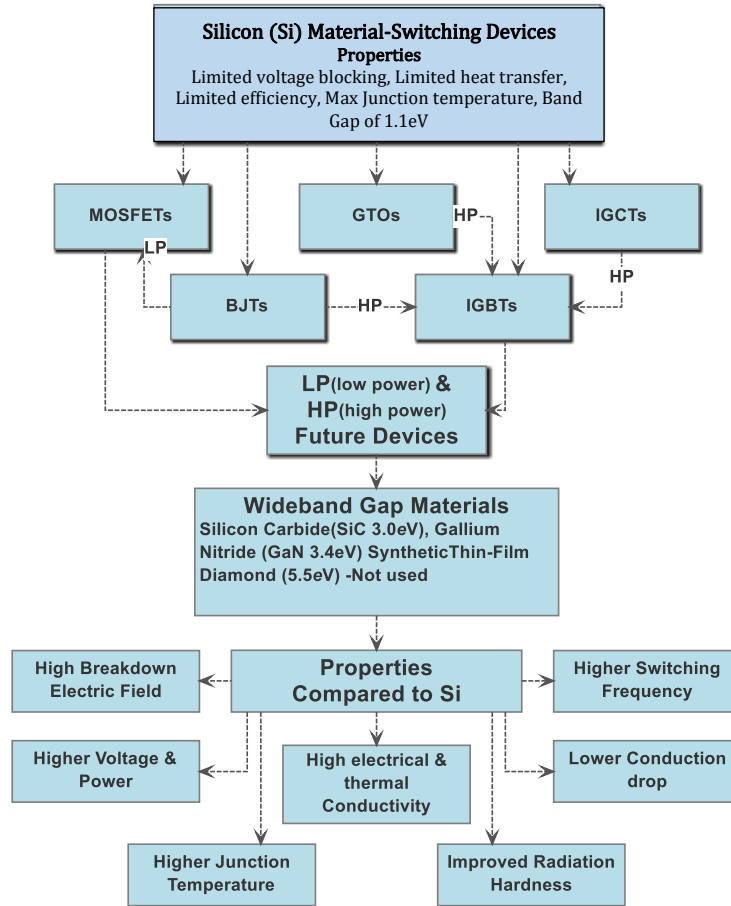 Silicon (Si) Material-Switching Devices
Properties
Limited voltage blocking, Limited heat transfer,
Limited efficiency, Max Junction temperature, Band
Gap of 1.1eV
MOSFETs
GTOs
HP
IGCTs
LP
HP
BJTs
HP
IGBTs
LP(low power) &
HP(high power)
Future Devices
Wideband Gap Materials
Silicon Carbide(SiC 3.0eV), Gallium
Nitride (GaN 3.4eV) SyntheticThin-Film
Diamond (5.5eV) -Not used
High Breakdown
Electric Field
Properties
Compared to Si
Higher Switching
Frequency
Higher Voltage &
Power
High electrical &
thermal
Conductivity
Lower Conduction
drop
Higher Junction
Temperature
Improved Radiation
Hardness